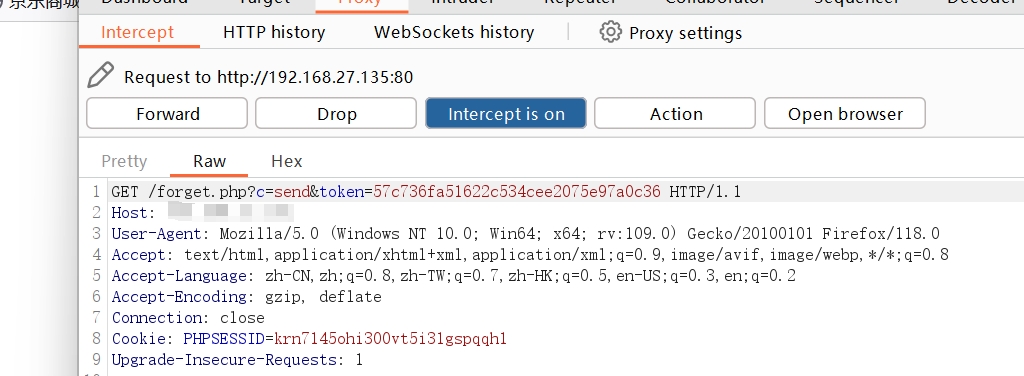 京东商城
Dashboard Target Proxy Intruder Repeater Collaborator Sequencer Decoder
Intercept HTTP history WebSockets history Proxy settings
Request to http://192.168.27.135:80
Forward Drop Intercept is on Action Open browser
Pretty Raw Hex
1 GET /forget.php?c=send&token=57c736fa51622c534cee2075e97a0c36 HTTP/1.1
2 Host:
3 User-Agent: Mozilla/5.0 (Windows NT 10.0; Win64; x64; rv:109.0) Gecko/20100101 Firefox/118.0
4 Accept: text/html,application/xhtml+xml,application/xml;q=0.9,image/avif,image/webp,*/*;q=0.8
5 Accept-Language: zh-CN,zh;q=0.8,zh-TW;q=0.7,zh-HK;q=0.5,en-US;q=0.3,en;q=0.2
6 Accept-Encoding: gzip, deflate
7 Connection: close
8 Cookie: PHPSESSID=krn7145ohi300vt5i31gspqqh1
9 Upgrade-Insecure-Requests: 1